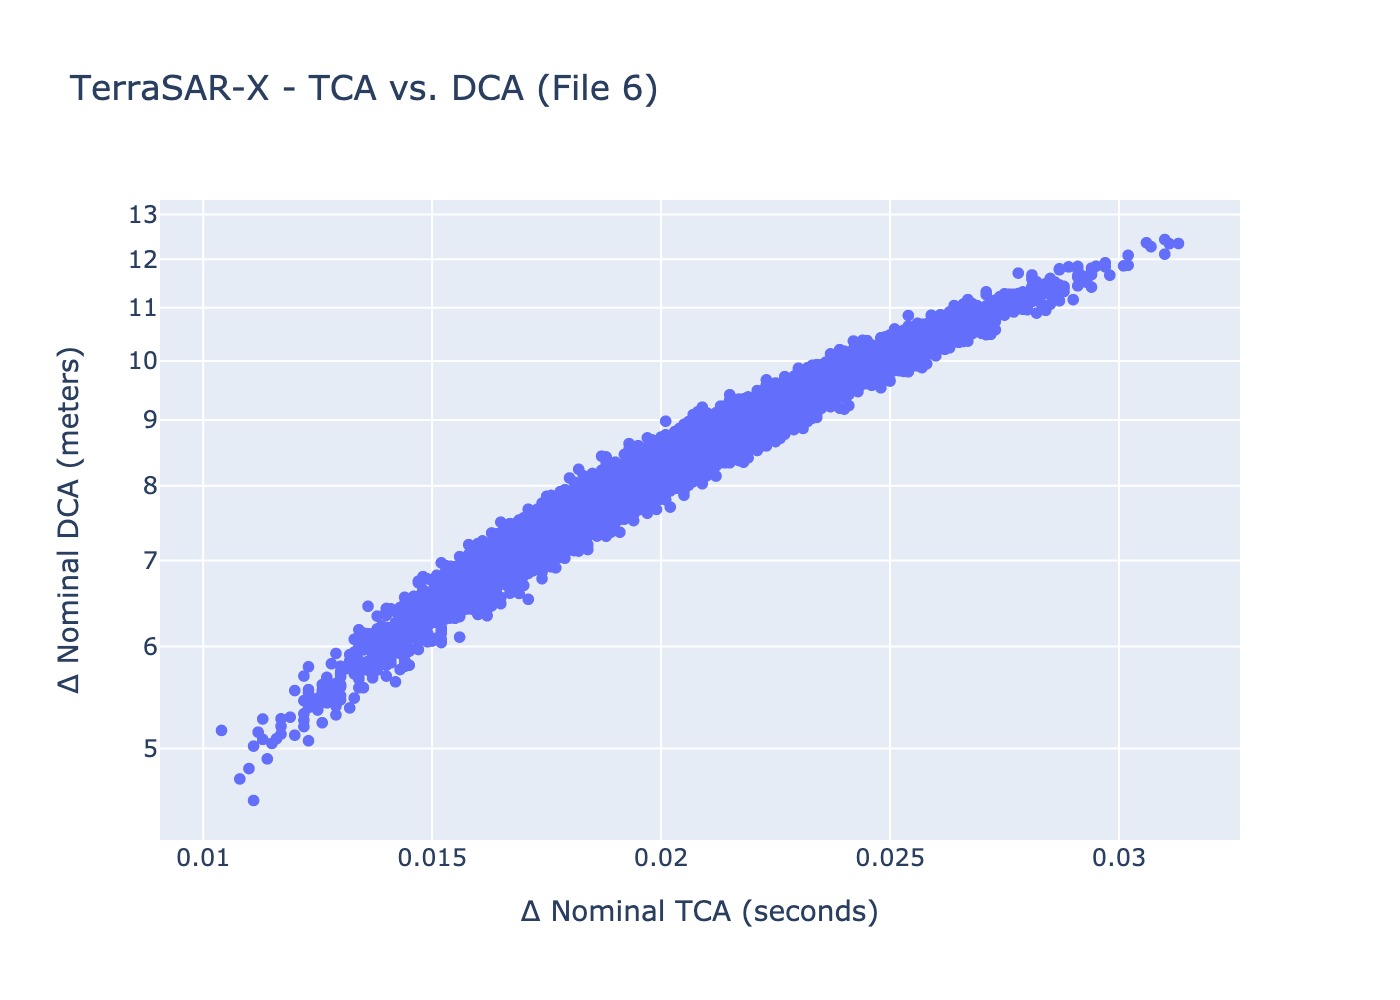 TerraSAR-X - TCA vs. DCA (File 6)
13
12
11
10
9
8
7
6
5
Δ Nominal DCA (meters)
0.01 0.015 0.02 0.025 0.03
Δ Nominal TCA (seconds)